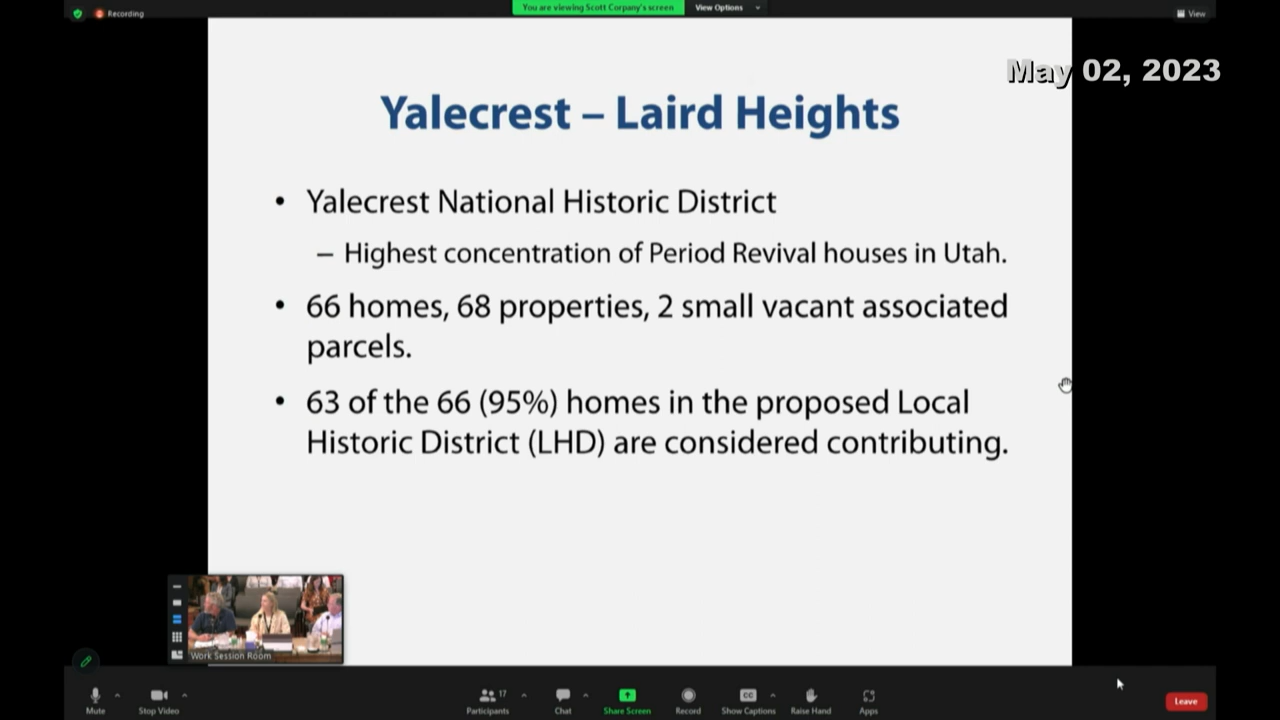 Recording
You are viewing Scott Corpany's screen
View Options
View
May 02, 2023
Yalecrest – Laird Heights
• Yalecrest National Historic District
– Highest concentration of Period Revival houses in Utah.
• 66 homes, 68 properties, 2 small vacant associated
parcels.
• 63 of the 66 (95%) homes in the proposed Local
Historic District (LHD) are considered contributing.
Work Session Room
Mute
Stop Video
17
Participants
Chat
Share Screen
Record
CC
Show Captions
Raise Hand
Apps
Leave